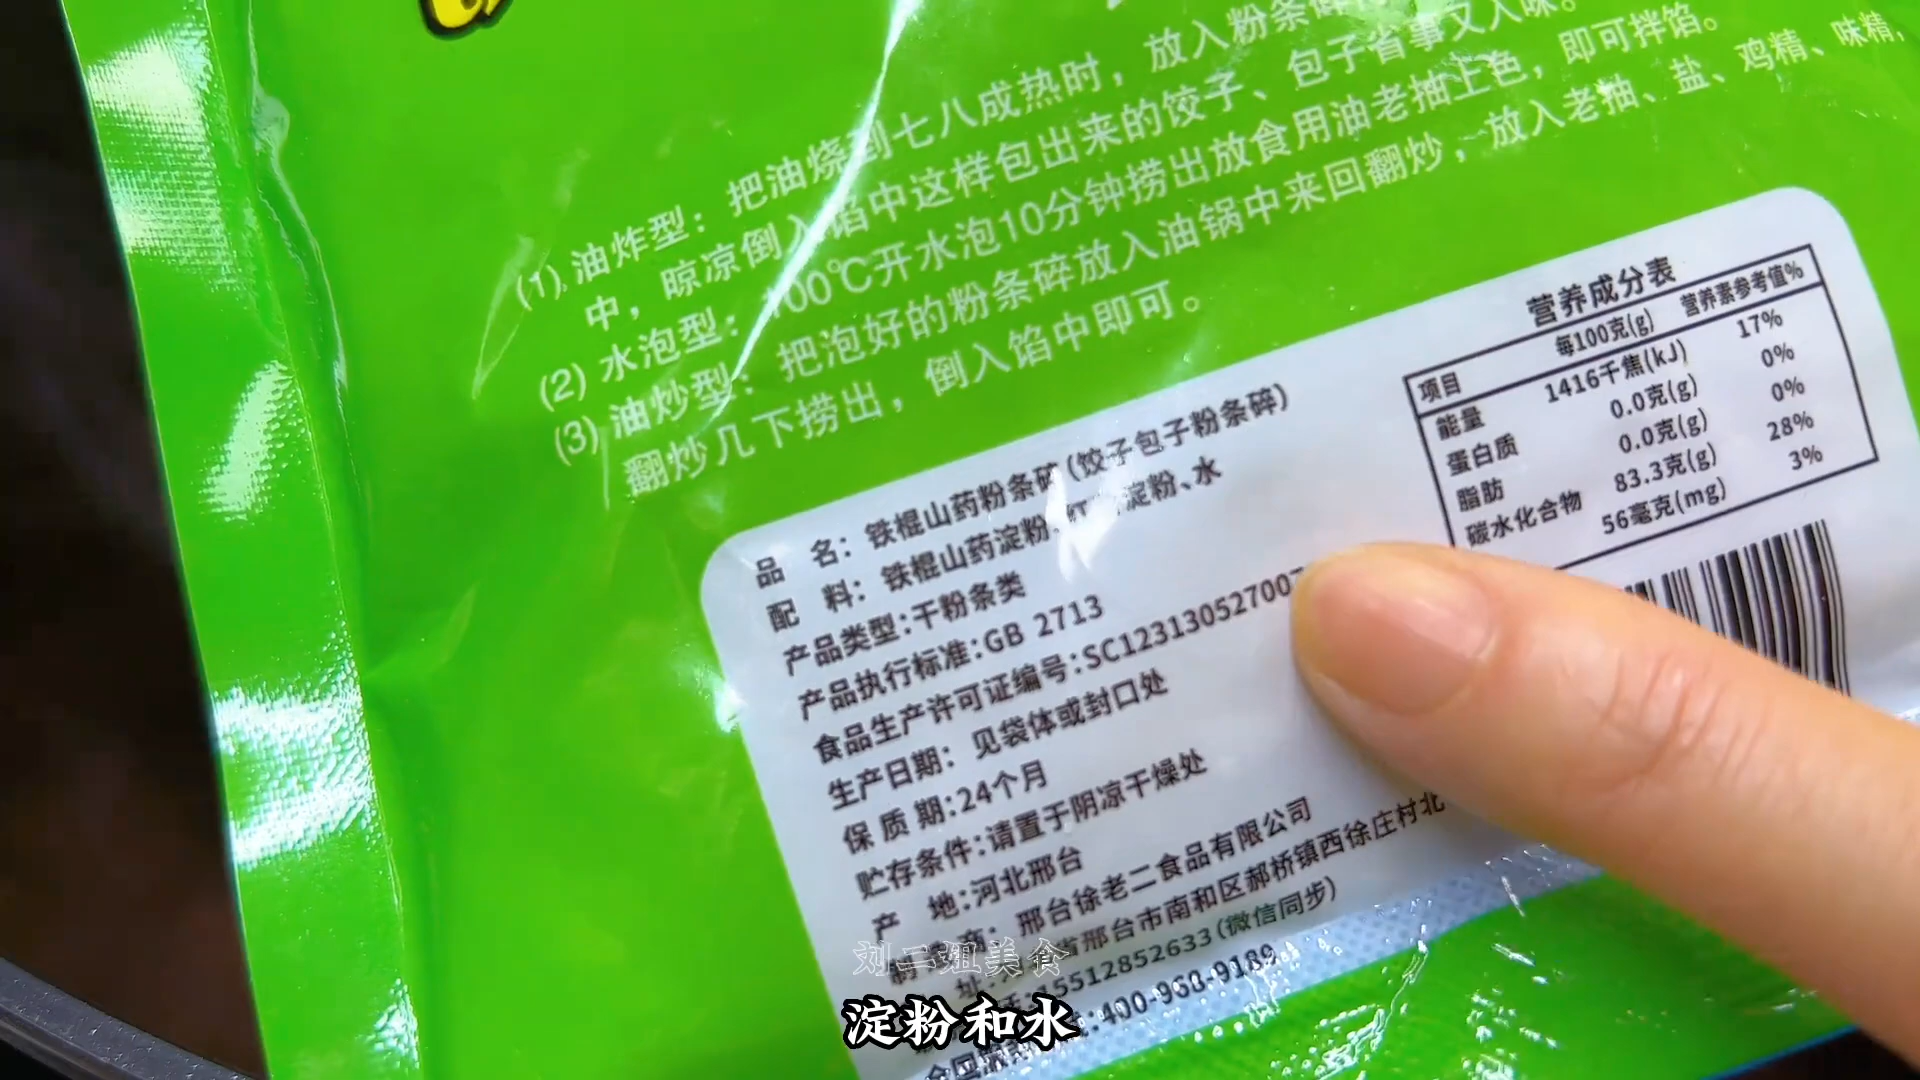 (1) 油炸型：把油烧到七八成热时，放入粉条碎
中，晾凉倒入馅中这样包出来的饺子、包子省事又入味。
(2) 水泡型：100℃开水泡10分钟捞出放食用油老抽上色，即可拌馅。
(3) 油炒型：把泡好的粉条碎放入油锅中来回翻炒，放入老抽、盐、鸡精、味精,
翻炒几下捞出，倒入馅中即可。
品 名：铁棍山药粉条碎(饺子包子粉条碎)
配 料：铁棍山药淀粉、淀粉、水
产品类型:干粉条类
产品执行标准:GB 2713
食品生产许可证编号:SC1231305270
生产日期：见袋体或封口处
保 质 期:24个月
贮存条件:请置于阴凉干燥处
产 地:河北邢台
商：邢台徐老二食品有限公司
址: 省邢台市南和区郝桥镇西徐庄村北
:15512852633(微信同步)
:400-968-9189
营养成分表
项目 每100克(g) 营养素参考值%
能量 1416千焦(kJ) 17%
蛋白质 0.0克(g) 0%
脂肪 0.0克(g) 0%
碳水化合物 83.3克(g) 28%
56毫克(mg) 3%
刘二姐美食
淀粉和水